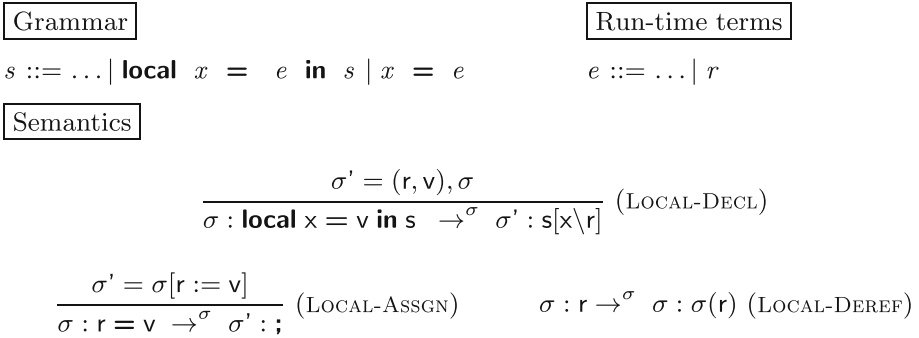 Grammar
Run-time terms
s ::= … | local x = e in s | x = e
e ::= … | r
Semantics
σ' = (r, v), σ
σ : local x = v in s →σ σ' : s[x\r]
(Local-Decl)
σ' = σ[r := v]
σ : r = v →σ σ' : ;
(Local-Assgn)
σ : r →σ σ : σ(r) (Local-Deref)